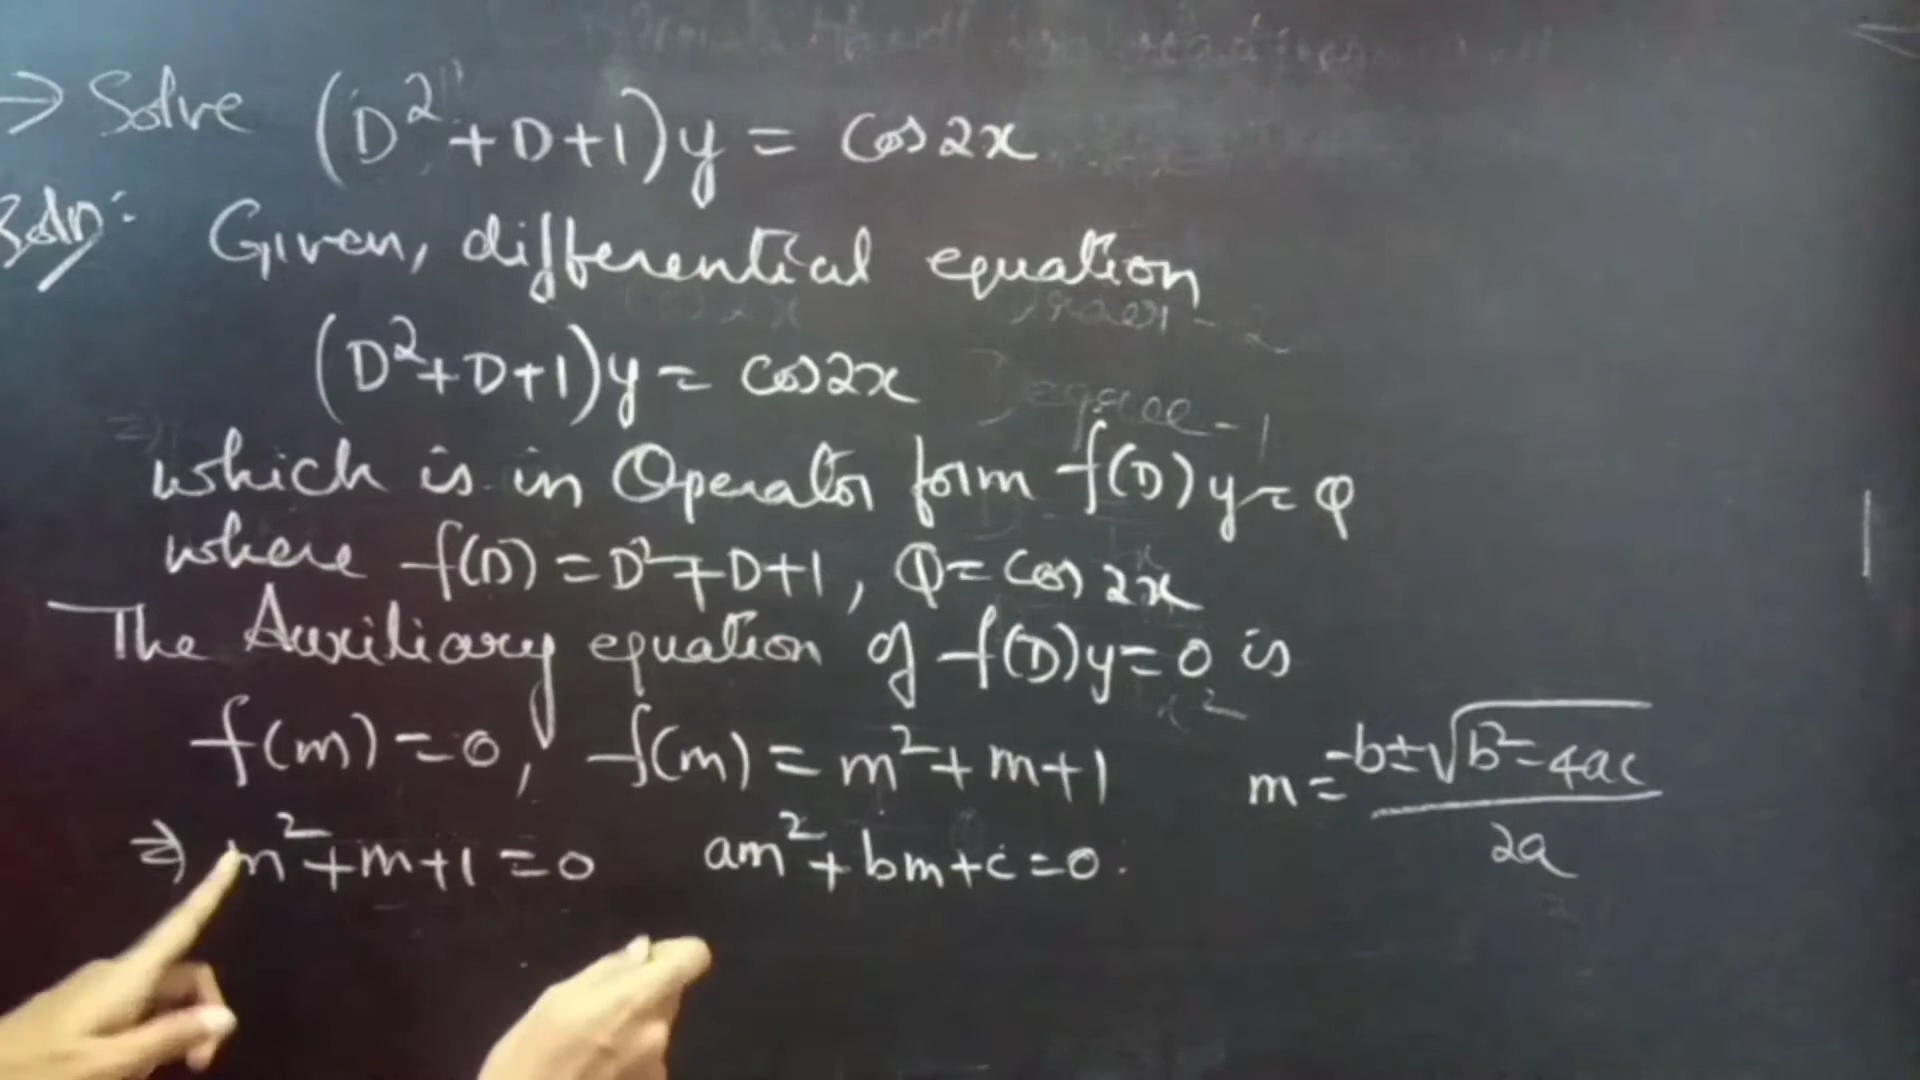 → Solve (D²+D+1)y = Cos2x
Soln:- Given, differential equation
(D²+D+1)y = cos2x
which is in Operator form f(D)y=Q
where f(D) = D²+D+1, Q = Cos 2x
The Auxiliary equation of f(D)y=0 is
f(m)=0, f(m) = m²+m+1
⇒ m²+m+1=0 am²+bm+c=0.
m = -b±√b²-4ac
2a